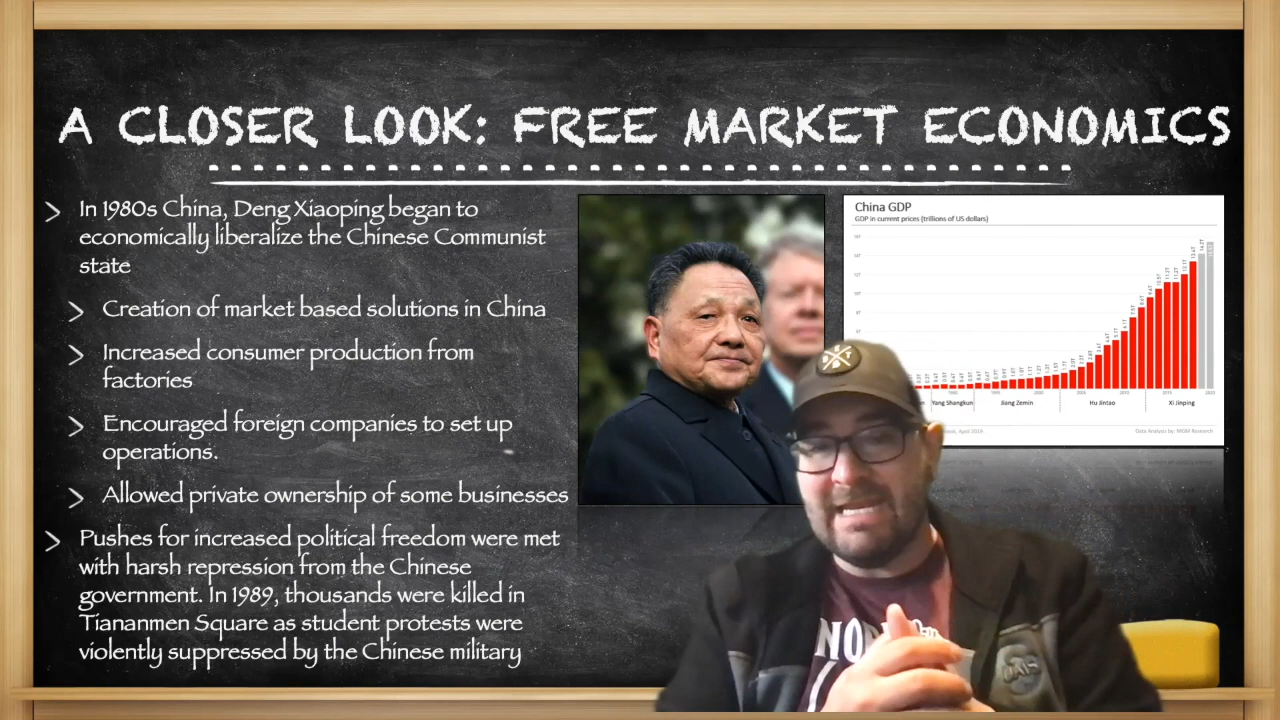 A CLOSER LOOK: FREE MARKET ECONOMICS
In 1980s China, Deng Xiaoping began to
economically liberalize the Chinese Communist
state
Creation of market based solutions in China
Increased consumer production from
factories
Encouraged foreign companies to set up
operations.
Allowed private ownership of some businesses
Pushes for increased political freedom were met
with harsh repression from the Chinese
government. In 1989, thousands were killed in
Tiananmen Square as student protests were
violently suppressed by the Chinese military
China GDP
GDP in current prices (trillions of US dollars)
Yang Shangkun
Jiang Zemin
Hu Jintao
Xi Jinping
April 2019
Data Analysis by: MGM Research